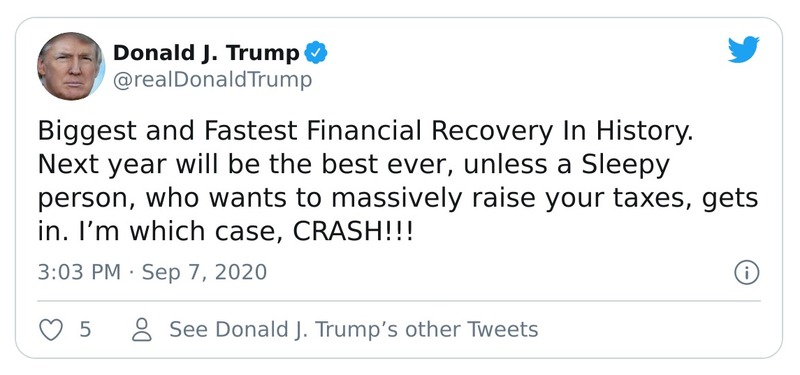 Donald J. Trump
@realDonaldTrump
Biggest and Fastest Financial Recovery In History.
Next year will be the best ever, unless a Sleepy
person, who wants to massively raise your taxes, gets
in. I’m which case, CRASH!!!
3:03 PM · Sep 7, 2020
5 See Donald J. Trump’s other Tweets